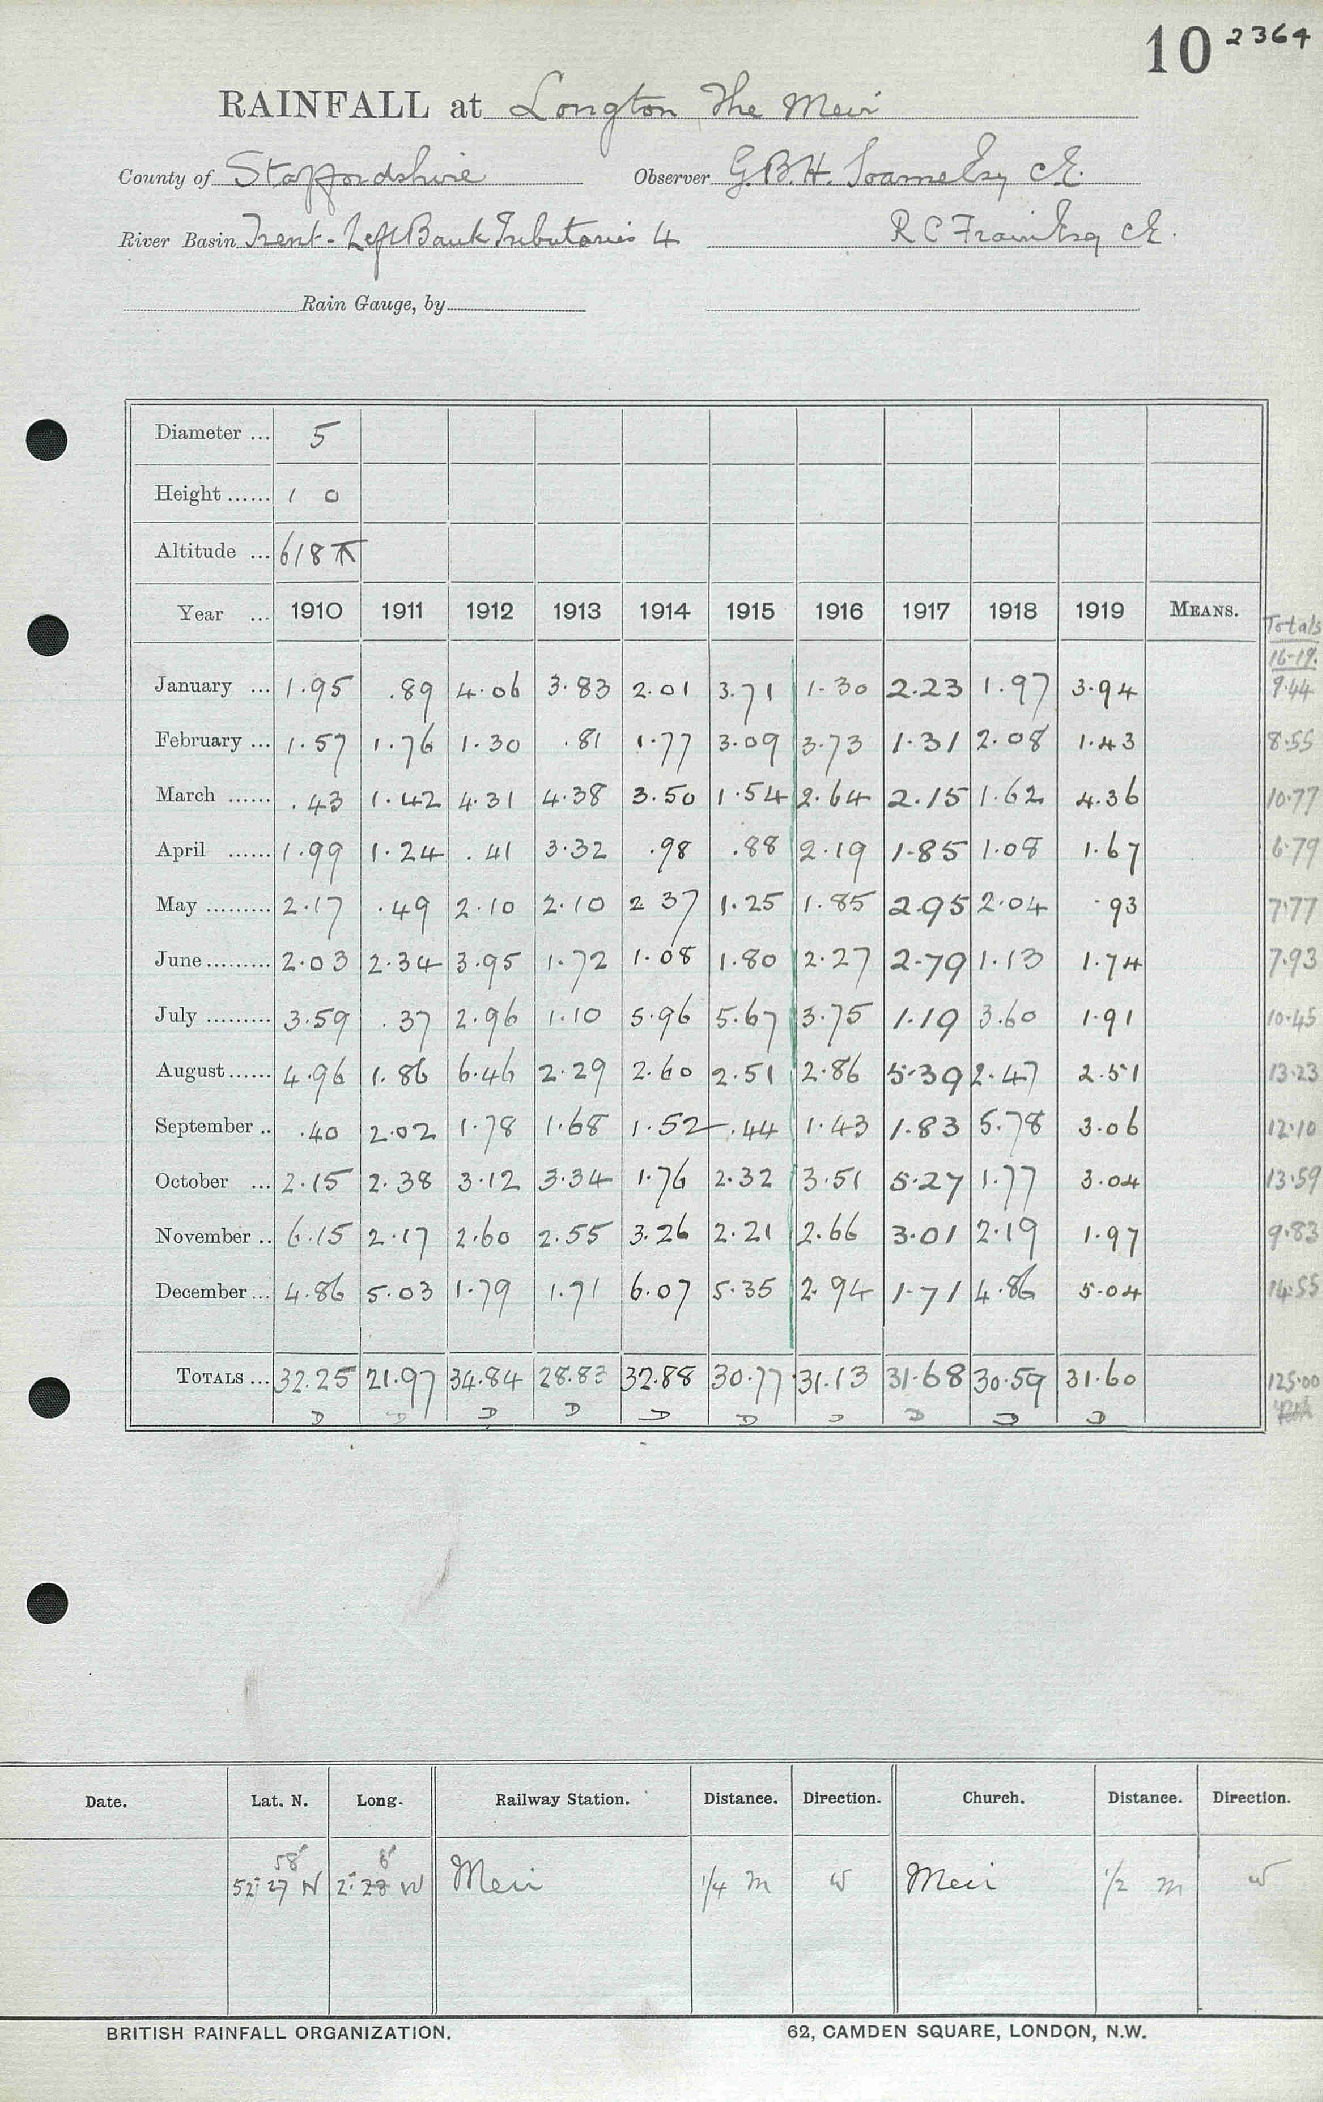 10 2364
RAINFALL at Longton The Meir
County of Staffordshire Observer G.B.H. Soames Esq CE.
River Basin Trent - Left Bank Tributaries 4 R C Frain Esq CE.
Rain Gauge, by
Diameter ... 5
Height ...... 1 0
Altitude ... 618
Year ... 1910 1911 1912 1913 1914 1915 1916 1917 1918 1919 MEANS. Totals
16-19.
January ... 1.95 .89 4.06 3.83 2.01 3.71 1.30 2.23 1.97 3.94 9.44
February ... 1.57 1.76 1.30 .81 1.77 3.09 3.73 1.31 2.08 1.43 8.55
March ...... .43 1.42 4.31 4.38 3.50 1.54 2.64 2.15 1.62 4.36 10.77
April ...... 1.99 1.24 .41 3.32 .98 .88 2.19 1.85 1.08 1.67 6.79
May ......... 2.17 .49 2.10 2.10 2 37 1.25 1.85 2.95 2.04 .93 7.77
June ......... 2.03 2.34 3.95 1.72 1.08 1.80 2.27 2.79 1.13 1.74 7.93
July ......... 3.59 .37 2.96 1.10 5.96 5.67 3.75 1.19 3.60 1.91 10.45
August ...... 4.96 1.86 6.46 2.29 2.60 2.51 2.86 5.39 2.47 2.51 13.23
September .. .40 2.02 1.78 1.68 1.52 .44 1.43 1.83 5.78 3.06 12.10
October ... 2.15 2.38 3.12 3.34 1.76 2.32 3.51 5.27 1.77 3.04 13.59
November .. 6.15 2.17 2.60 2.55 3.26 2.21 2.66 3.01 2.19 1.97 9.83
December ... 4.86 5.03 1.79 1.71 6.07 5.35 2.94 1.71 4.86 5.04 14.55
TOTALS ... 32.25 21.97 34.84 28.83 32.88 30.77 31.13 31.68 30.59 31.60 125.00
D D D D D D D D D D
Date. Lat. N. Long. Railway Station. Distance. Direction. Church. Distance. Direction.
58' 6'
52° 27 N 2° 28 W Meir 1/4 m W Meir 1/2 m W
BRITISH RAINFALL ORGANIZATION. 62, CAMDEN SQUARE, LONDON, N.W.